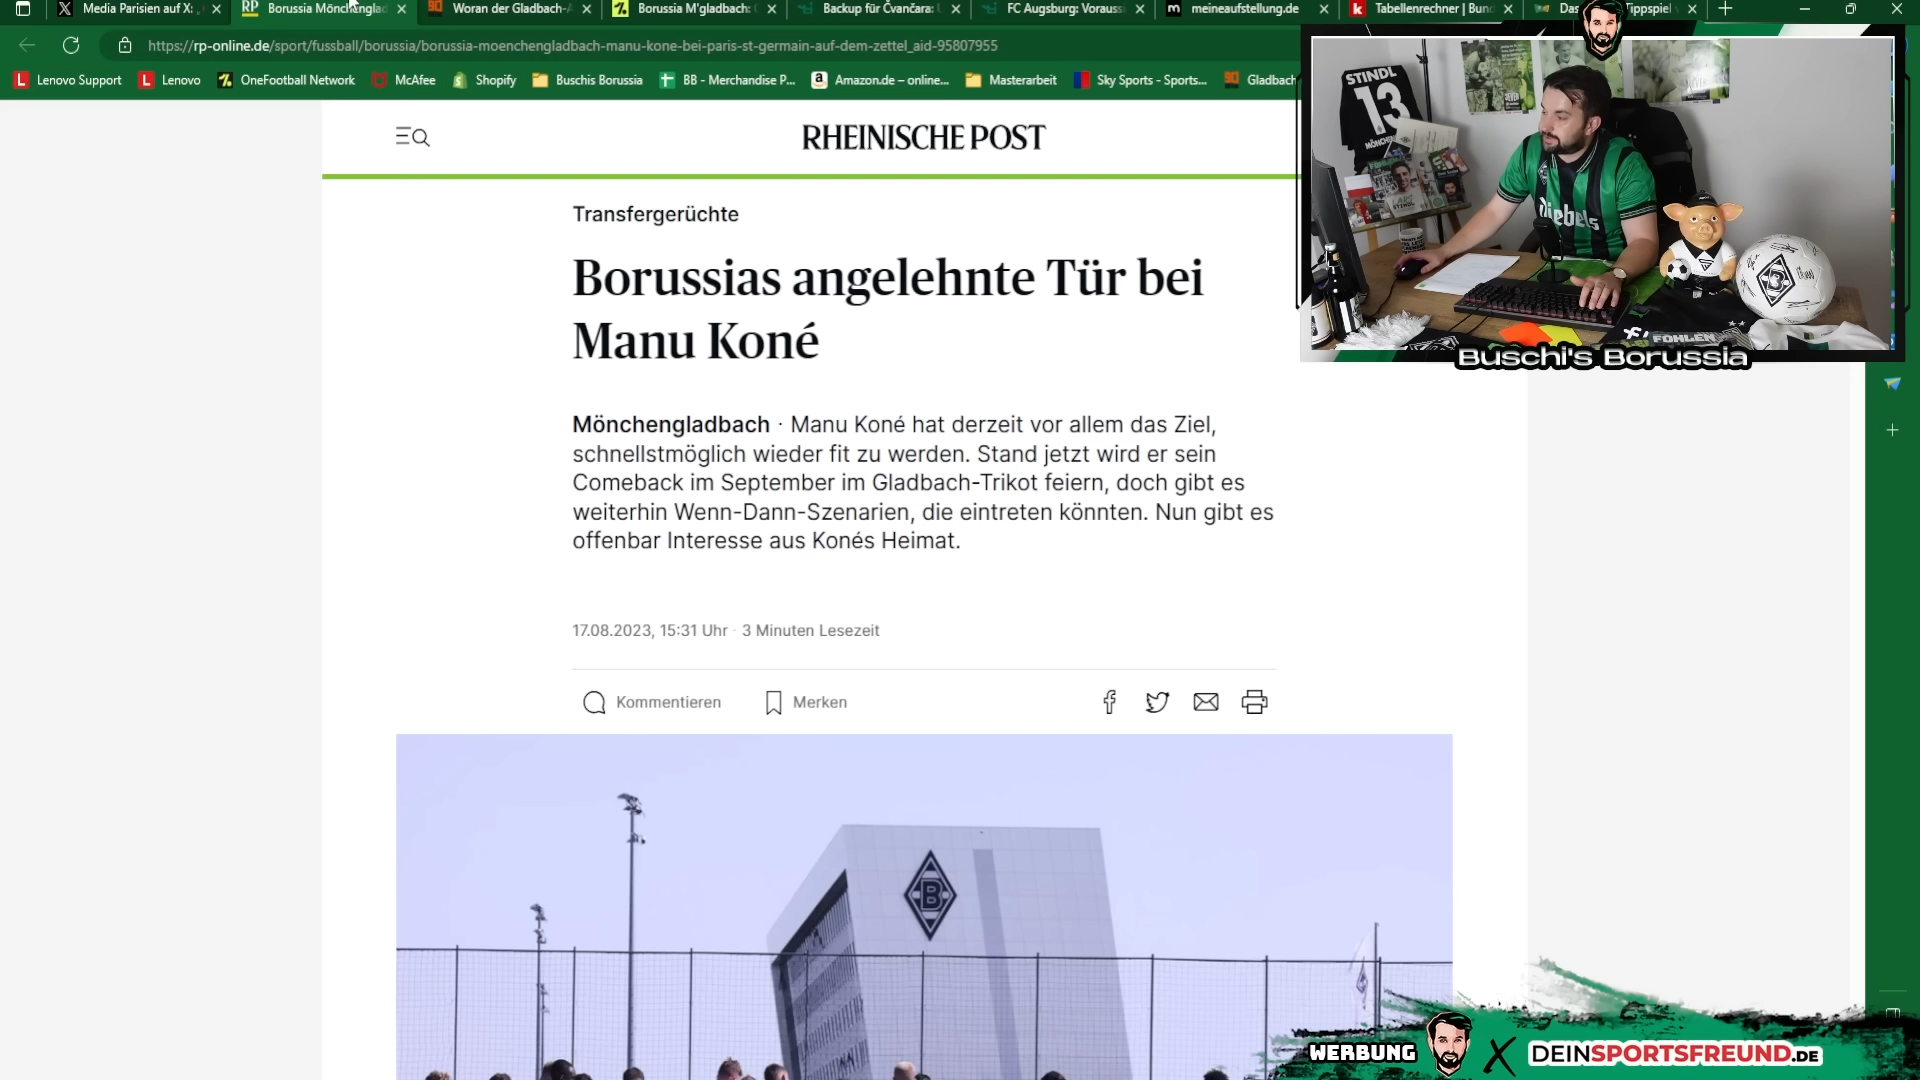 Media Parisien auf X:
RP Borussia Mönchenglad
Woran der Gladbach-
Borussia M'gladbach:
Backup für Čvančara:
FC Augsburg: Vorauss
m meineaufstellung.de
k Tabellenrechner | Bun
Tippspiel
https://rp-online.de/sport/fussball/borussia/borussia-moenchengladbach-manu-kone-bei-paris-st-germain-auf-dem-zettel_aid-95807955
L Lenovo Support
L Lenovo
OneFootball Network
McAfee
Shopify
Buschis Borussia
BB - Merchandise P...
Amazon.de – online...
Masterarbeit
Sky Sports - Sports...
Gladbach
RHEINISCHE POST
STINDL
13
Diebels
FOHLEN
Buschi's Borussia
Transfergerüchte
Borussias angelehnte Tür bei
Manu Koné
Mönchengladbach · Manu Koné hat derzeit vor allem das Ziel,
schnellstmöglich wieder fit zu werden. Stand jetzt wird er sein
Comeback im September im Gladbach-Trikot feiern, doch gibt es
weiterhin Wenn-Dann-Szenarien, die eintreten könnten. Nun gibt es
offenbar Interesse aus Konés Heimat.
17.08.2023, 15:31 Uhr · 3 Minuten Lesezeit
Kommentieren
Merken
B
WERBUNG
X
DEINSPORTSFREUND.DE